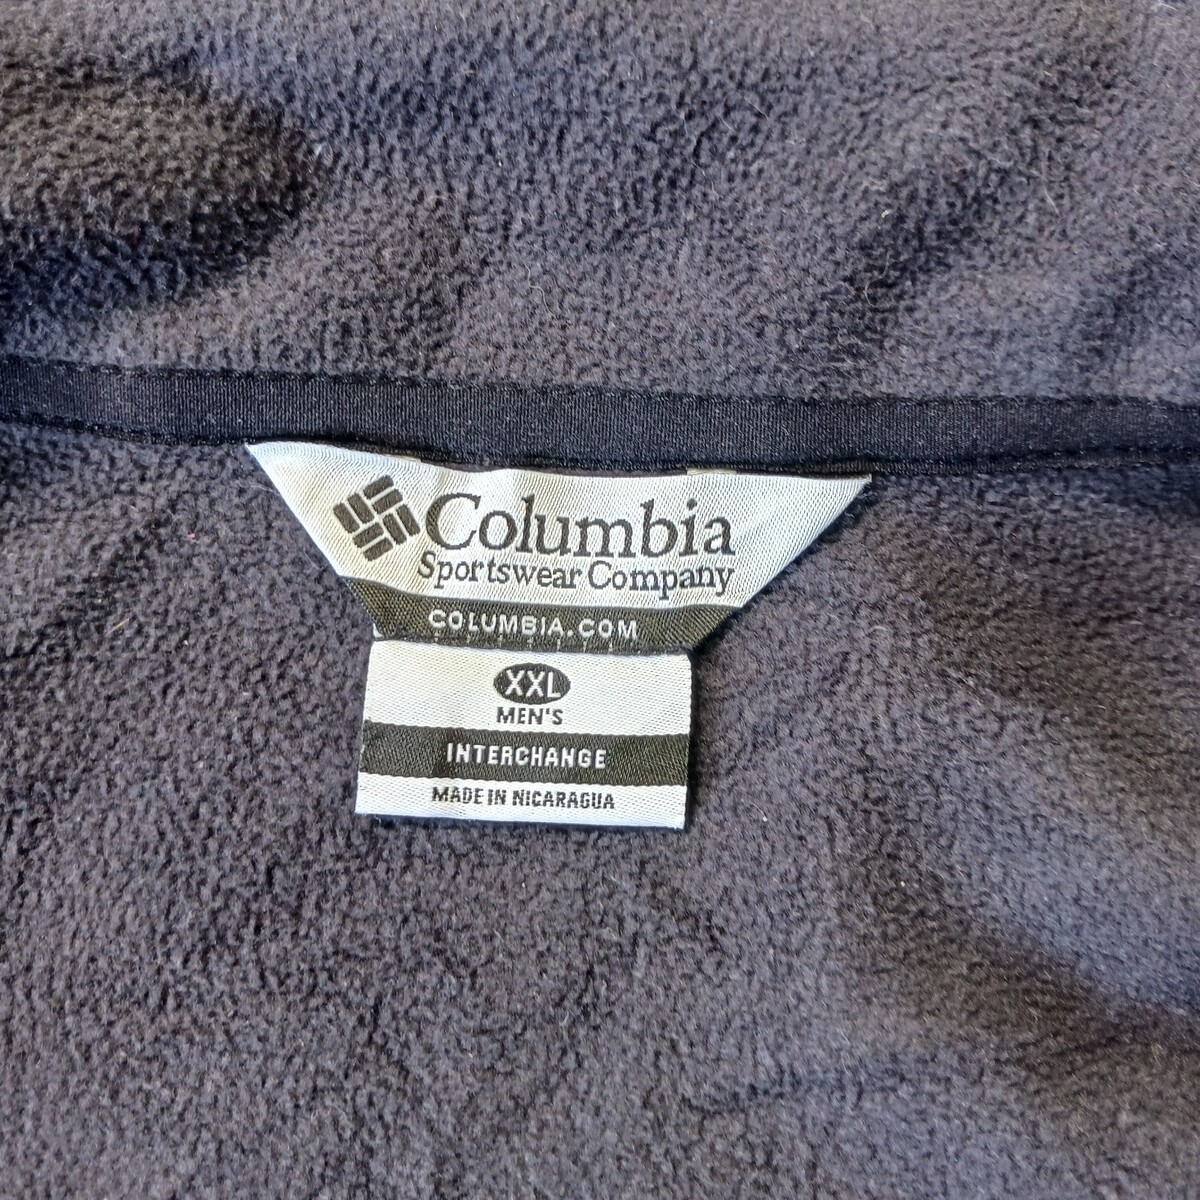 Columbia
Sportswear Company
COLUMBIA.COM
XXL
MEN'S
INTERCHANGE
MADE IN NICARAGUA